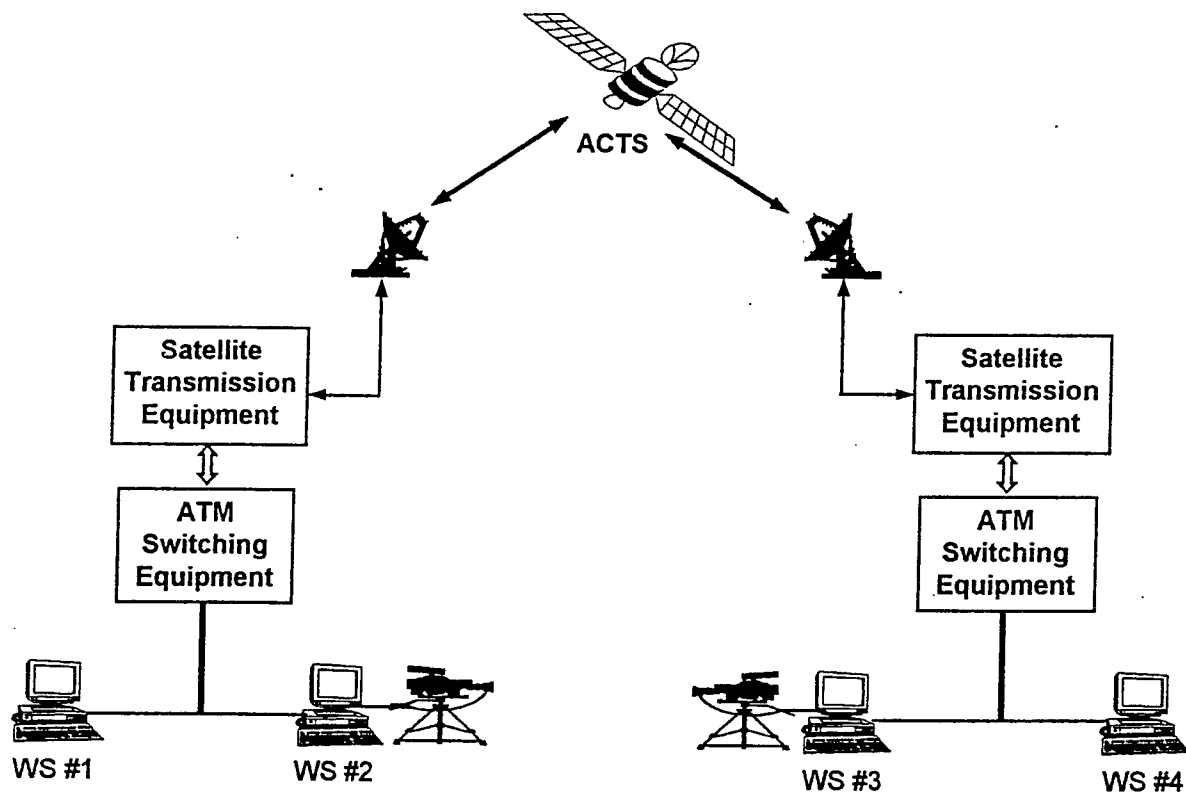 ACTS
Satellite
Transmission
Equipment
ATM
Switching
Equipment
WS #1
WS #2
Satellite
Transmission
Equipment
ATM
Switching
Equipment
WS #3
WS #4